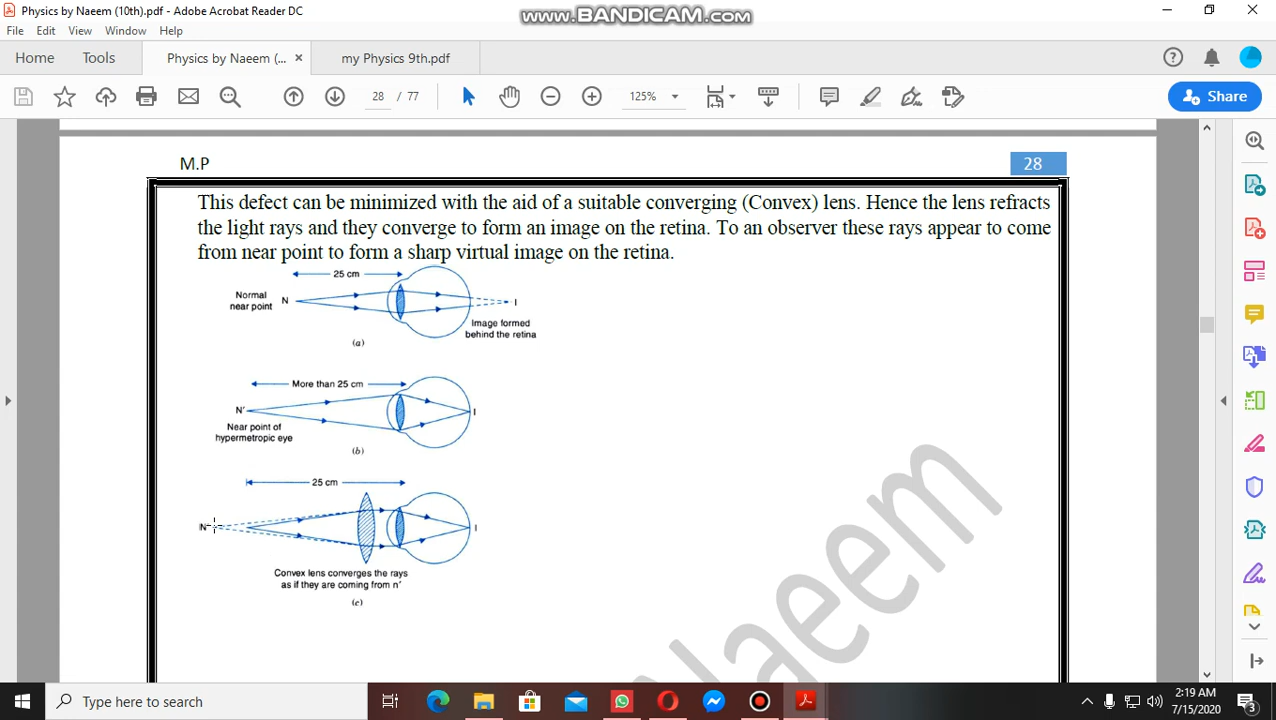 Physics by Naeem (10th).pdf - Adobe Acrobat Reader DC
www.BANDICAM.com
File Edit View Window Help
Home Tools Physics by Naeem (... × my Physics 9th.pdf
28 / 77 125% Share
M.P 28
This defect can be minimized with the aid of a suitable converging (Convex) lens. Hence the lens refracts
the light rays and they converge to form an image on the retina. To an observer these rays appear to come
from near point to form a sharp virtual image on the retina.
25 cm
Normal
near point
N
I
Image formed
behind the retina
(a)
More than 25 cm
N'
I
Near point of
hypermetropic eye
(b)
25 cm
N'
I
Convex lens converges the rays
as if they are coming from n'
(c)
Naeem
Type here to search
2:19 AM
7/15/2020
3